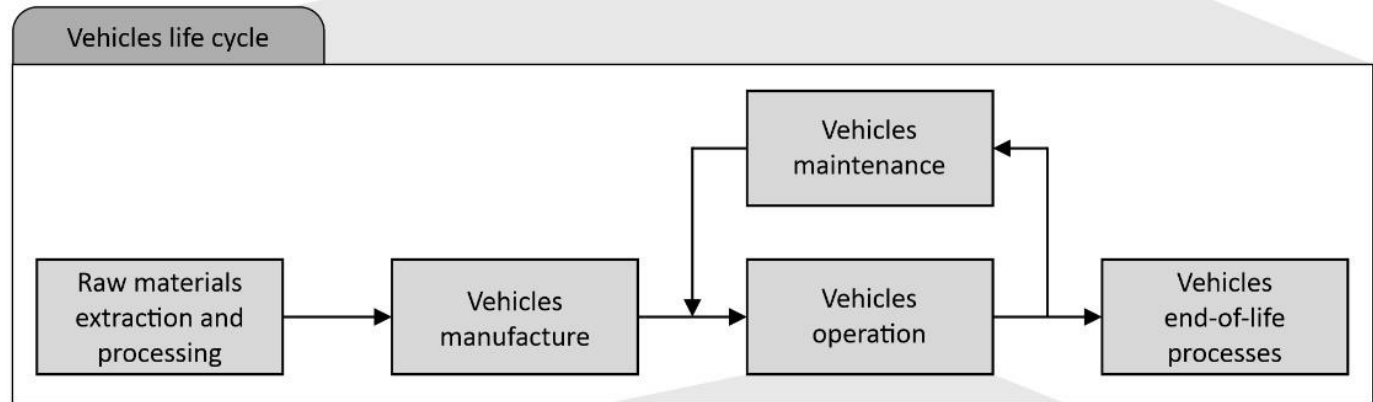 Vehicles life cycle
Vehicles
maintenance
Raw materials
extraction and
processing
Vehicles
manufacture
Vehicles
operation
Vehicles
end-of-life
processes